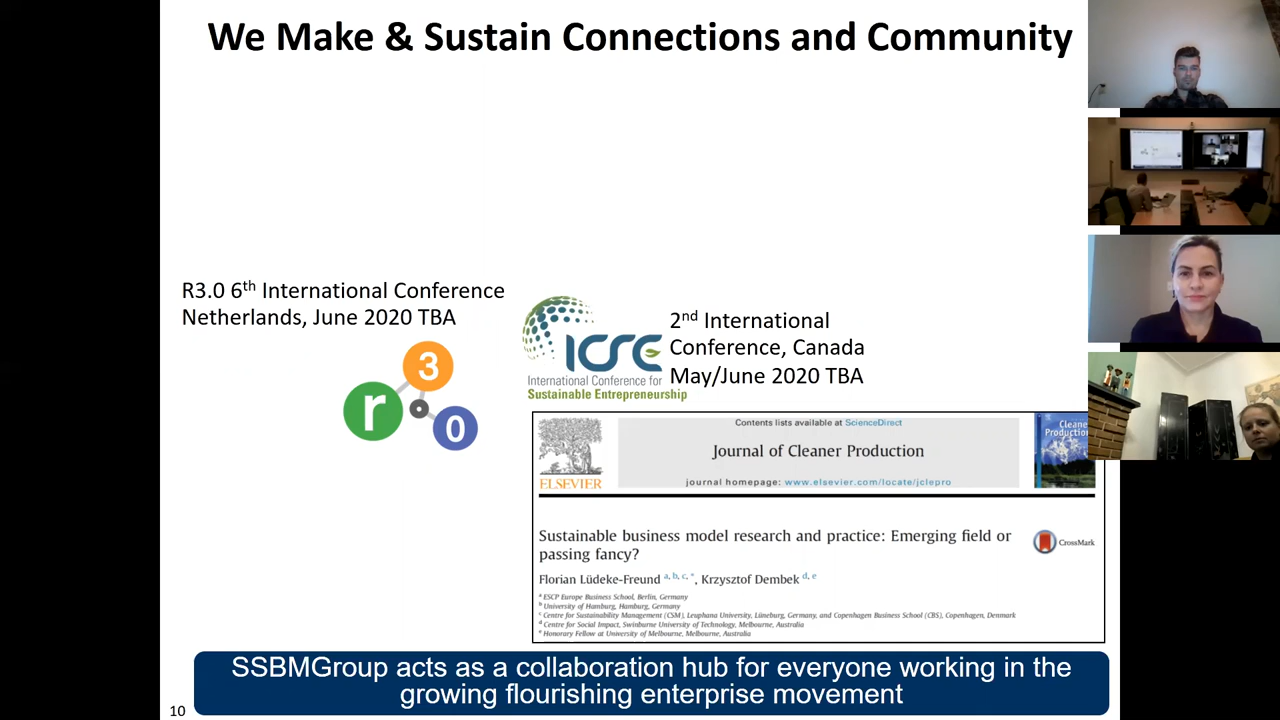 We Make & Sustain Connections and Community
R3.0 6th International Conference
Netherlands, June 2020 TBA
r
3
0
ICSE
International Conference for
Sustainable Entrepreneurship
2nd International
Conference, Canada
May/June 2020 TBA
ELSEVIER
Contents lists available at ScienceDirect
Journal of Cleaner Production
journal homepage: www.elsevier.com/locate/jclepro
Cleane
Production
Sustainable business model research and practice: Emerging field or
passing fancy?
CrossMark
Florian Lüdeke-Freund a, b, c, *, Krzysztof Dembek d, e
a ESCP Europe Business School, Berlin, Germany
b University of Hamburg, Hamburg, Germany
c Centre for Sustainability Management (CSM), Leuphana University, Lüneburg, Germany, and Copenhagen Business School (CBS), Copenhagen, Denmark
d Centre for Social Impact, Swinburne University of Technology, Melbourne, Australia
e Honorary Fellow at University of Melbourne, Melbourne, Australia
SSBMGroup acts as a collaboration hub for everyone working in the
growing flourishing enterprise movement
10